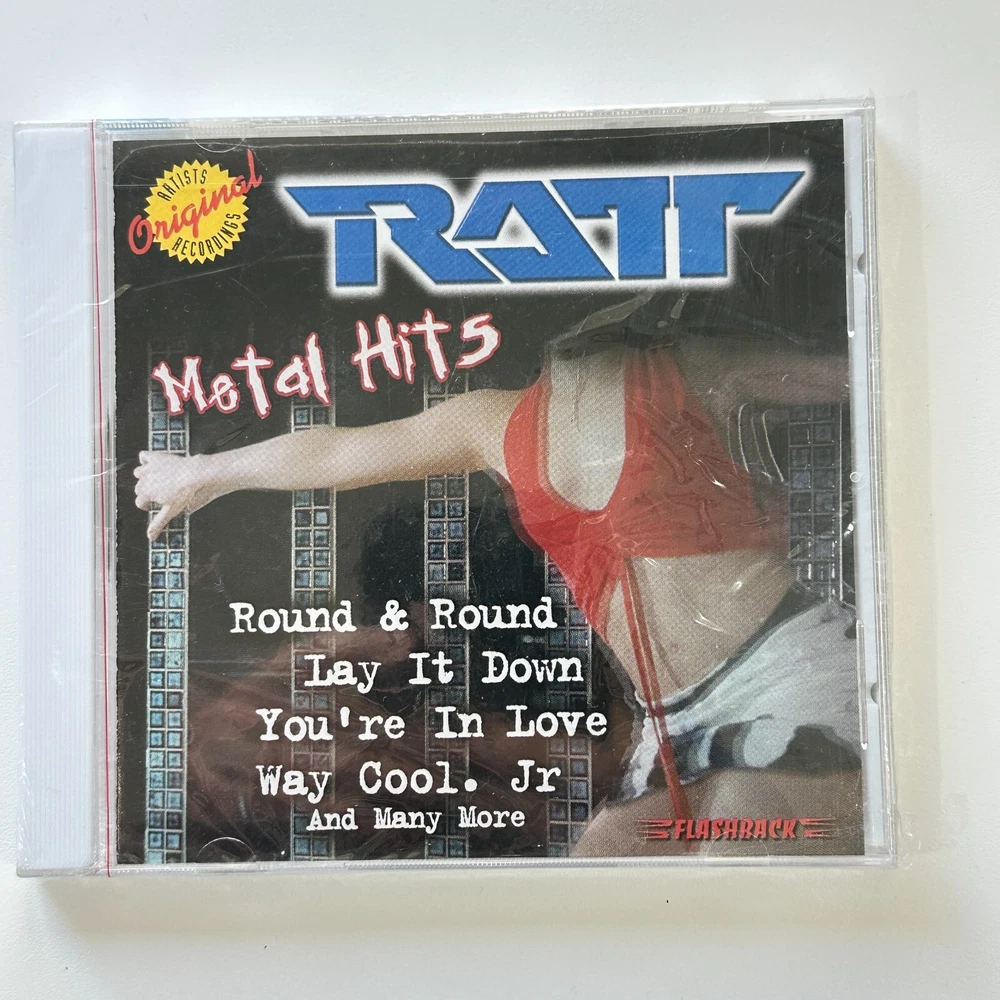 ARTISTS
Original
RECORDINGS
RATT
Metal Hits
Round & Round
Lay It Down
You're In Love
Way Cool. Jr
And Many More
FLASHBACK